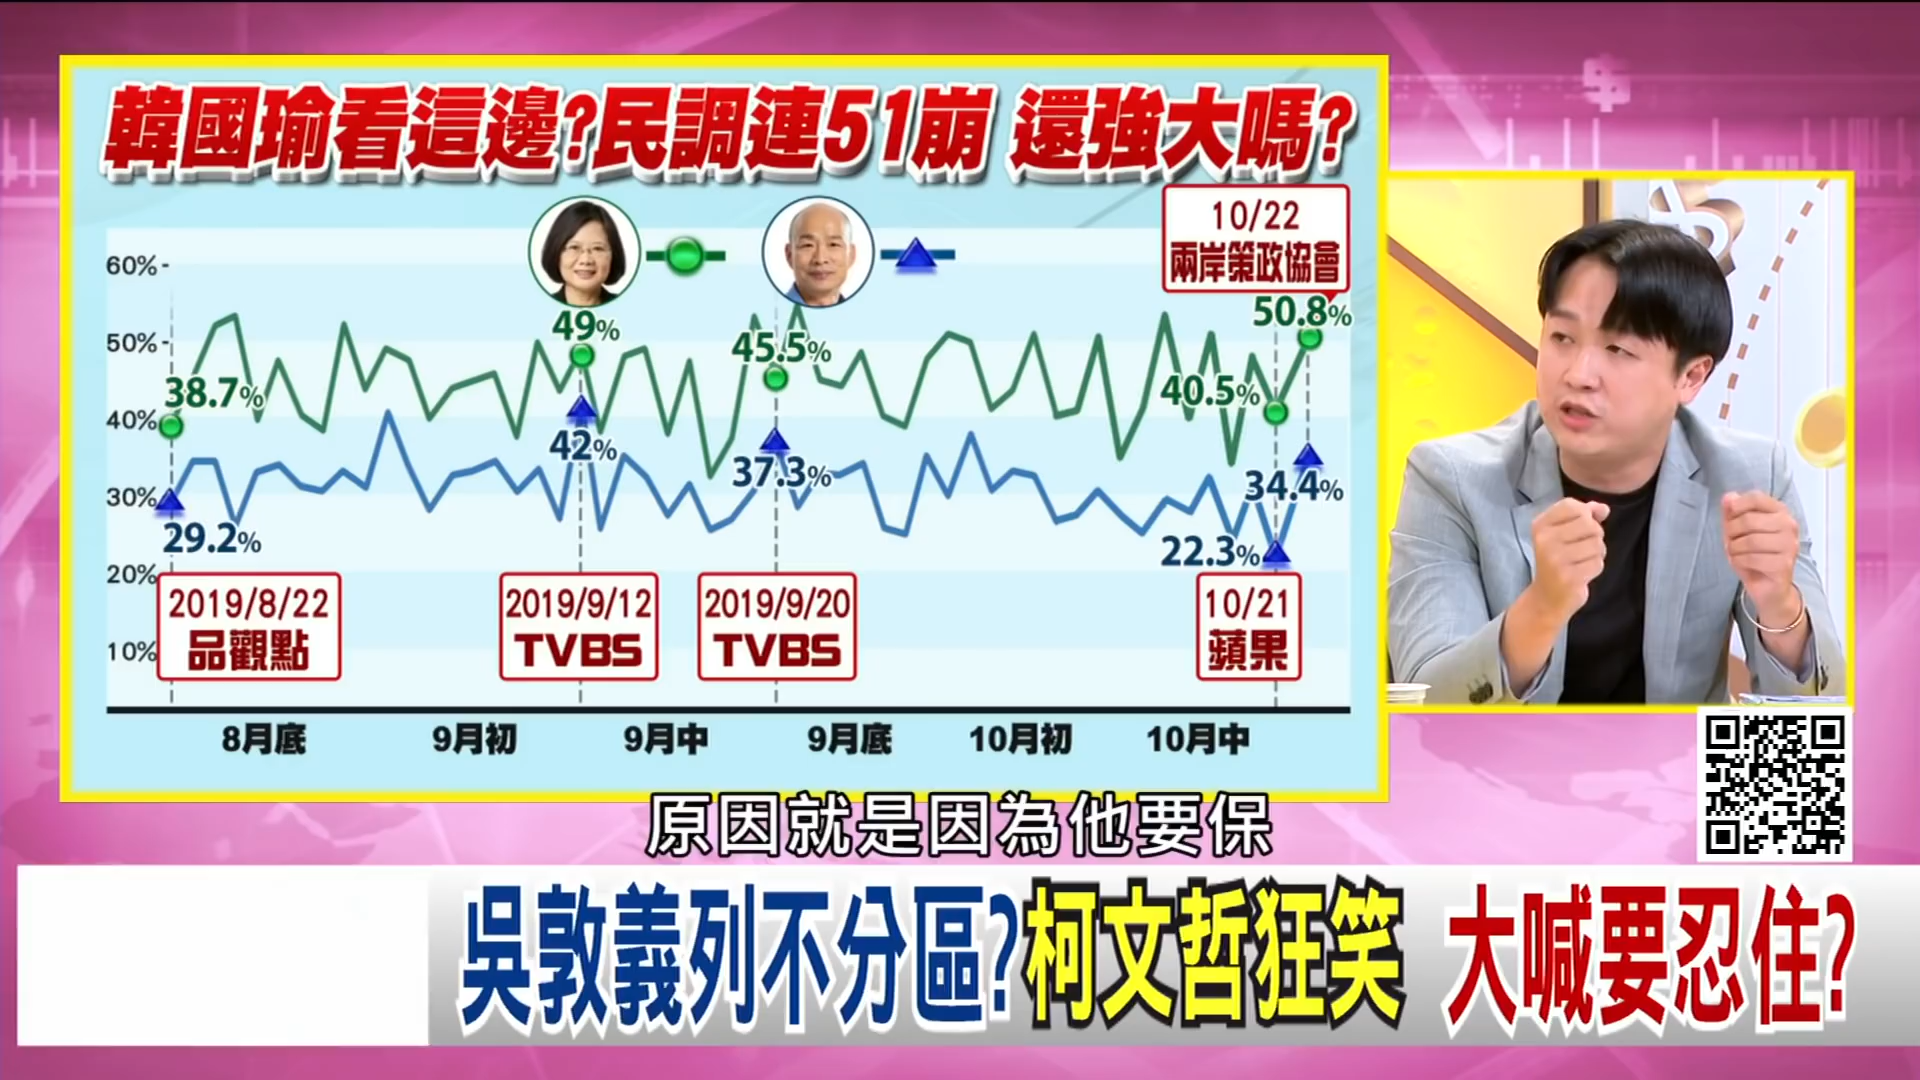 韓國瑜看這邊?民調連51崩 還強大嗎?
10/22
兩岸策政協會
60%
50%
40%
30%
20%
10%
38.7%
49%
45.5%
40.5%
50.8%
29.2%
42%
37.3%
22.3%
34.4%
2019/8/22
品觀點
2019/9/12
TVBS
2019/9/20
TVBS
10/21
蘋果
8月底
9月初
9月中
9月底
10月初
10月中
原因就是因為他要保
吳敦義列不分區?柯文哲狂笑 大喊要忍住?